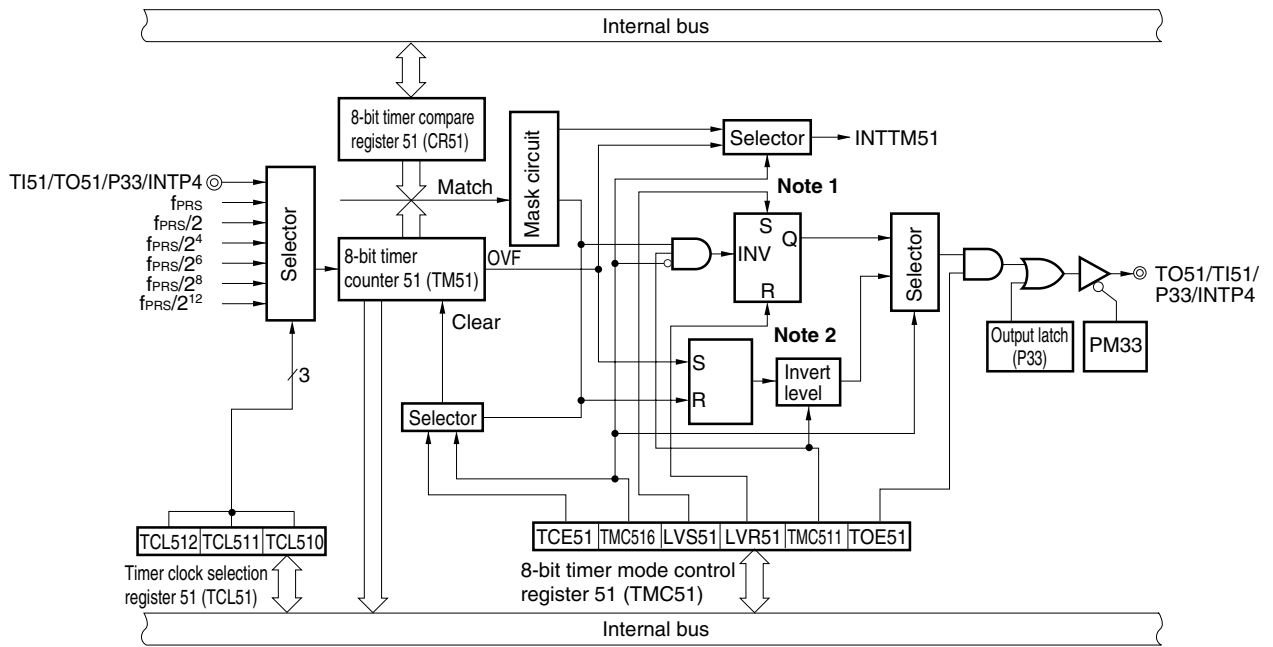 Internal bus
8-bit timer compare
register 51 (CR51)
Mask circuit
Selector
INTTM51
TI51/TO51/P33/INTP4
fPRS
fPRS/2
fPRS/2⁴
fPRS/2⁶
fPRS/2⁸
fPRS/2¹²
Selector
Match
8-bit timer
counter 51 (TM51)
OVF
Clear
Note 1
S
INV
Q
R
Selector
TO51/TI51/
P33/INTP4
Output latch
(P33)
PM33
Note 2
S
R
Invert
level
3
Selector
TCL512
TCL511
TCL510
Timer clock selection
register 51 (TCL51)
TCE51
TMC516
LVS51
LVR51
TMC511
TOE51
8-bit timer mode control
register 51 (TMC51)
Internal bus